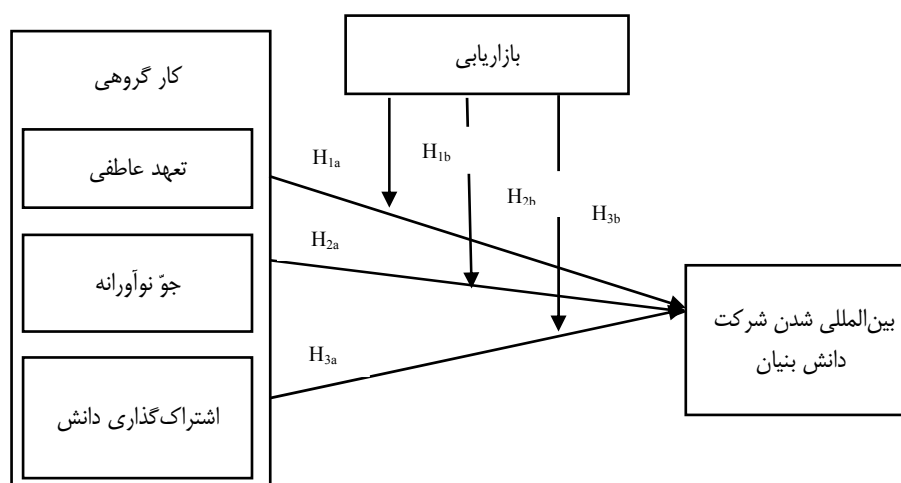 بازاریابی
کار گروهی
تعهد عاطفی
جوّ نوآورانه
اشتراک‌گذاری دانش
H1a
H1b
H2a
H2b
H3b
H3a
بین‌المللی شدن شرکت
دانش بنیان